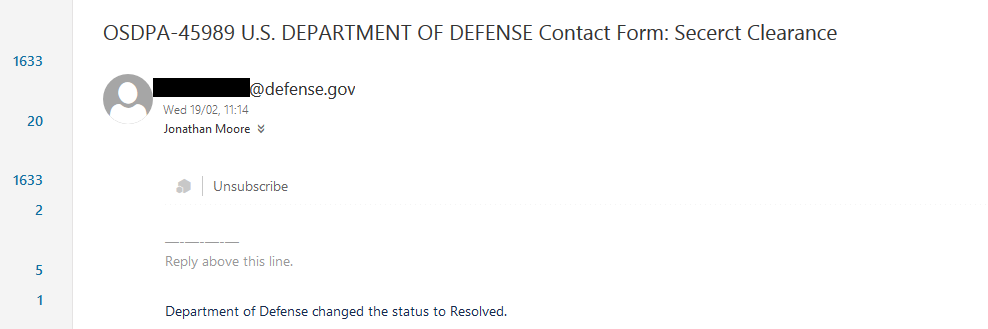 OSDPA-45989 U.S. DEPARTMENT OF DEFENSE Contact Form: Secerct Clearance
1633
@defense.gov
Wed 19/02, 11:14
20
Jonathan Moore
1633
Unsubscribe
2
—-—-—-—
Reply above this line.
5
1
Department of Defense changed the status to Resolved.